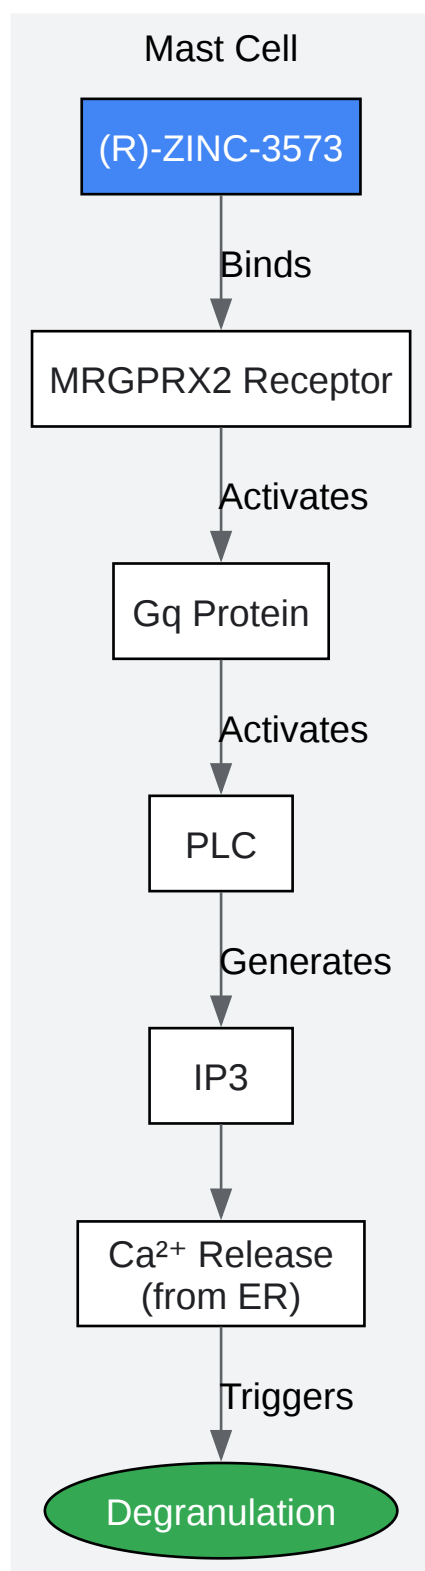 Mast Cell
(R)-ZINC-3573
Binds
MRGPRX2 Receptor
Activates
Gq Protein
Activates
PLC
Generates
IP3
Ca²⁺ Release
(from ER)
Triggers
Degranulation